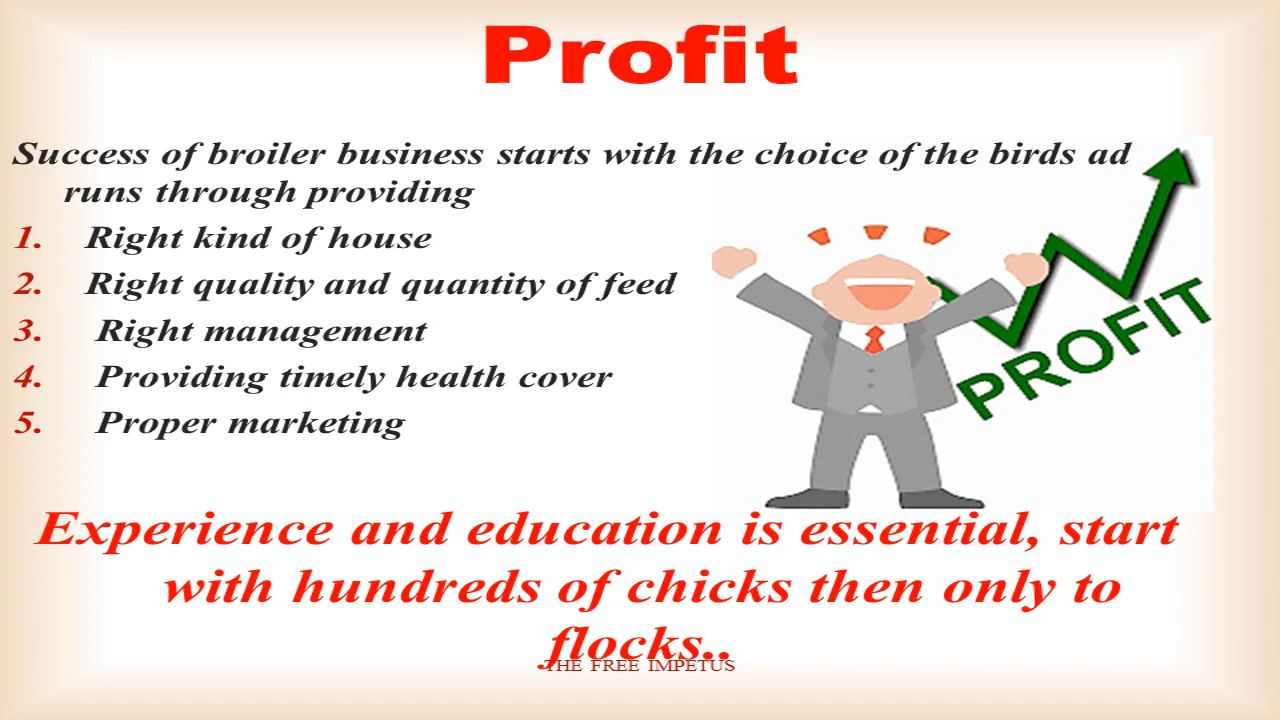 Profit
Success of broiler business starts with the choice of the birds ad
runs through providing
1. Right kind of house
2. Right quality and quantity of feed
3. Right management
4. Providing timely health cover
5. Proper marketing
PROFIT
Experience and education is essential, start
with hundreds of chicks then only to
flocks..
THE FREE IMPETUS